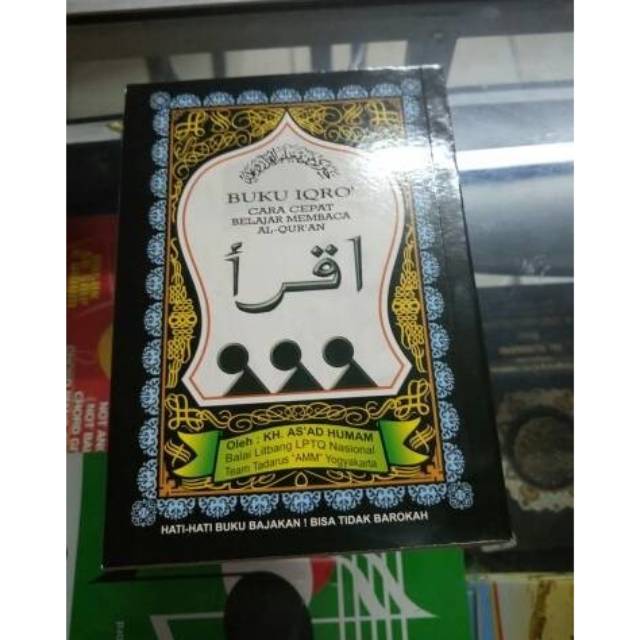 BUKU IQRO'
CARA CEPAT
BELAJAR MEMBACA
AL-QUR'AN
اقرأ
Oleh : KH. AS'AD HUMAM
Balai Litbang LPTQ Nasional
Team Tadarus "AMM" Yogyakarta
HATI-HATI BUKU BAJAKAN ! BISA TIDAK BAROKAH